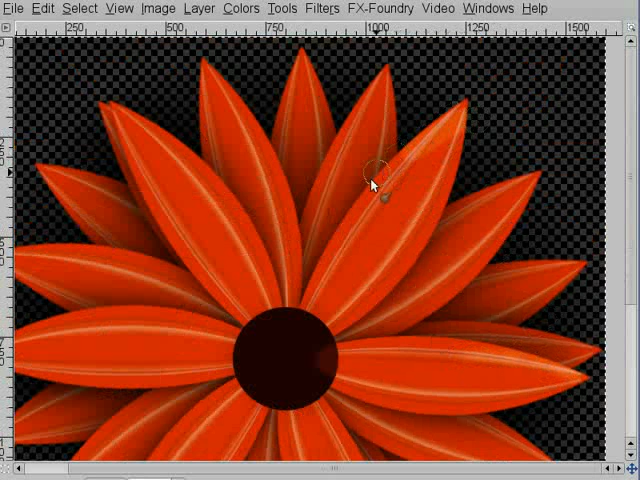 File Edit Select View Image Layer Colors Tools Filters FX-Foundry Video Windows Help
250 500 750 1000 1250 1500